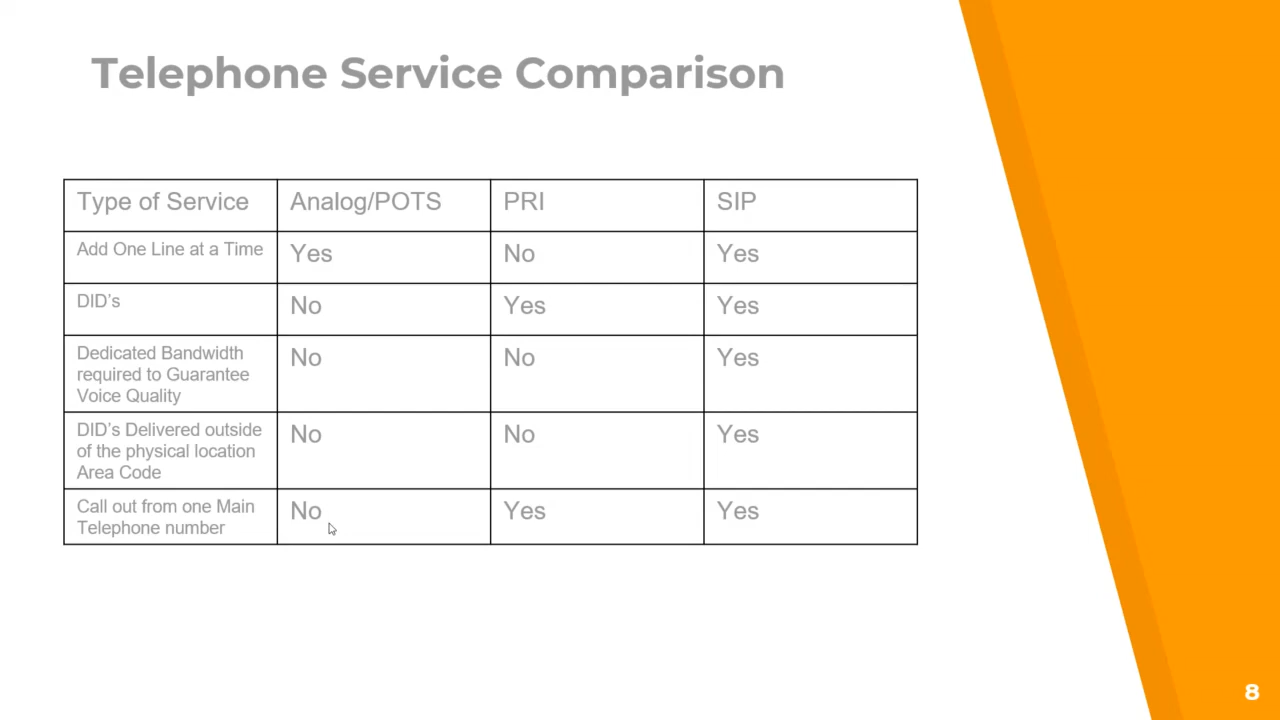 Telephone Service Comparison
Type of Service Analog/POTS PRI SIP
Add One Line at a Time Yes No Yes
DID's No Yes Yes
Dedicated Bandwidth
required to Guarantee
Voice Quality
No No Yes
DID's Delivered outside
of the physical location
Area Code
No No Yes
Call out from one Main
Telephone number
No Yes Yes
8